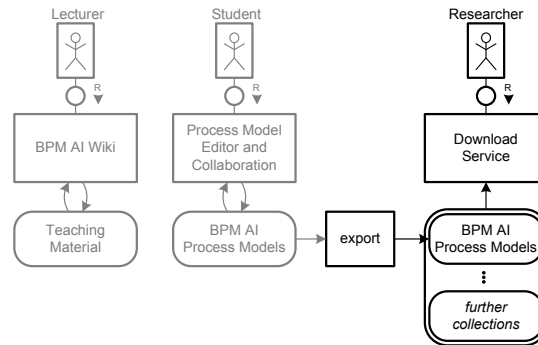 Lecturer
Student
Researcher
R
R
R
BPM AI Wiki
Process Model
Editor and
Collaboration
Download
Service
Teaching
Material
BPM AI
Process Models
export
BPM AI
Process Models
further
collections